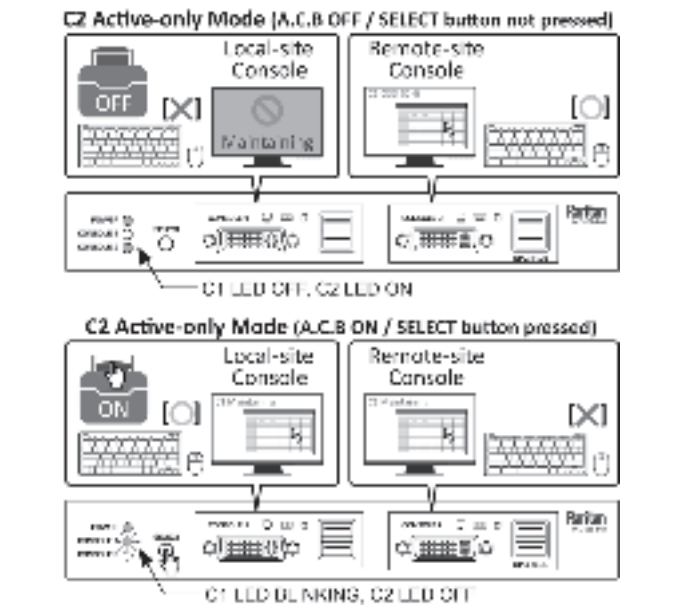 C2 Active-only Mode (A.C.B OFF / SELECT button not pressed)
Local-site
Console
Remote-site
Console
OFF
[X]
[O]
Maintaining
Raritan
C1 LED OFF, C2 LED ON
C2 Active-only Mode (A.C.B ON / SELECT button pressed)
Local-site
Console
Remote-site
Console
ON
[O]
[X]
Raritan
C1 LED BLINKING, C2 LED OFF